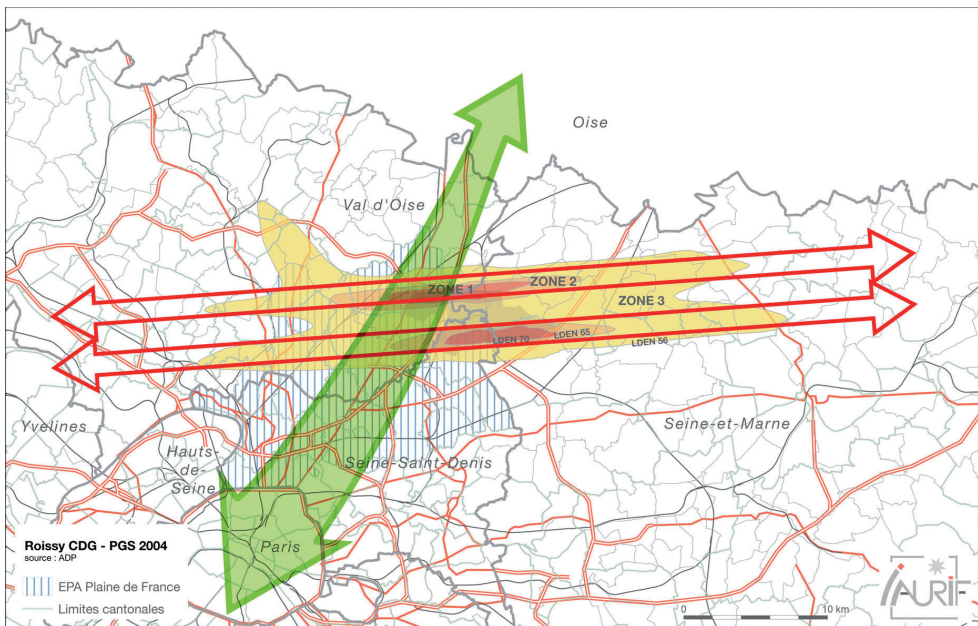 Oise
Val d'Oise
ZONE 1
ZONE 2
ZONE 3
LDEN 70
LDEN 65
LDEN 56
Yvelines
Hauts-
de-
Seine
Seine-Saint-Denis
Seine-et-Marne
Paris
Roissy CDG - PGS 2004
source : ADP
EPA Plaine de France
Limites cantonales
0
10 km
IAURIF